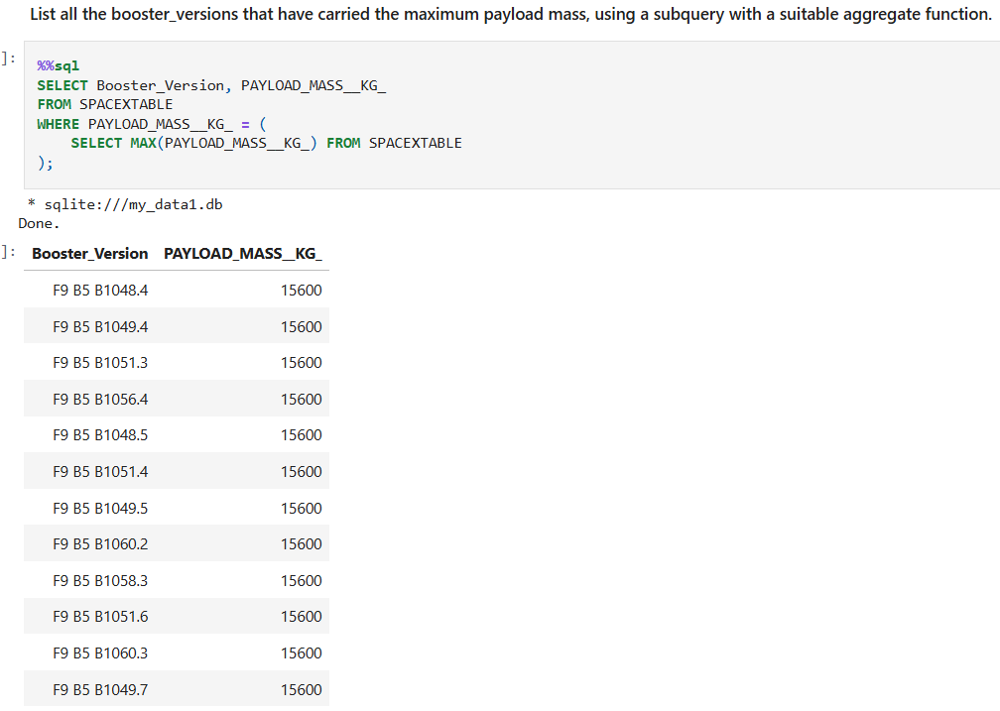 List all the booster_versions that have carried the maximum payload mass, using a subquery with a suitable aggregate function.
]:
%%sql
SELECT Booster_Version, PAYLOAD_MASS__KG_
FROM SPACEXTABLE
WHERE PAYLOAD_MASS__KG_ = (
    SELECT MAX(PAYLOAD_MASS__KG_) FROM SPACEXTABLE
);
* sqlite:///my_data1.db
Done.
]:
Booster_Version PAYLOAD_MASS__KG_
F9 B5 B1048.4 15600
F9 B5 B1049.4 15600
F9 B5 B1051.3 15600
F9 B5 B1056.4 15600
F9 B5 B1048.5 15600
F9 B5 B1051.4 15600
F9 B5 B1049.5 15600
F9 B5 B1060.2 15600
F9 B5 B1058.3 15600
F9 B5 B1051.6 15600
F9 B5 B1060.3 15600
F9 B5 B1049.7 15600